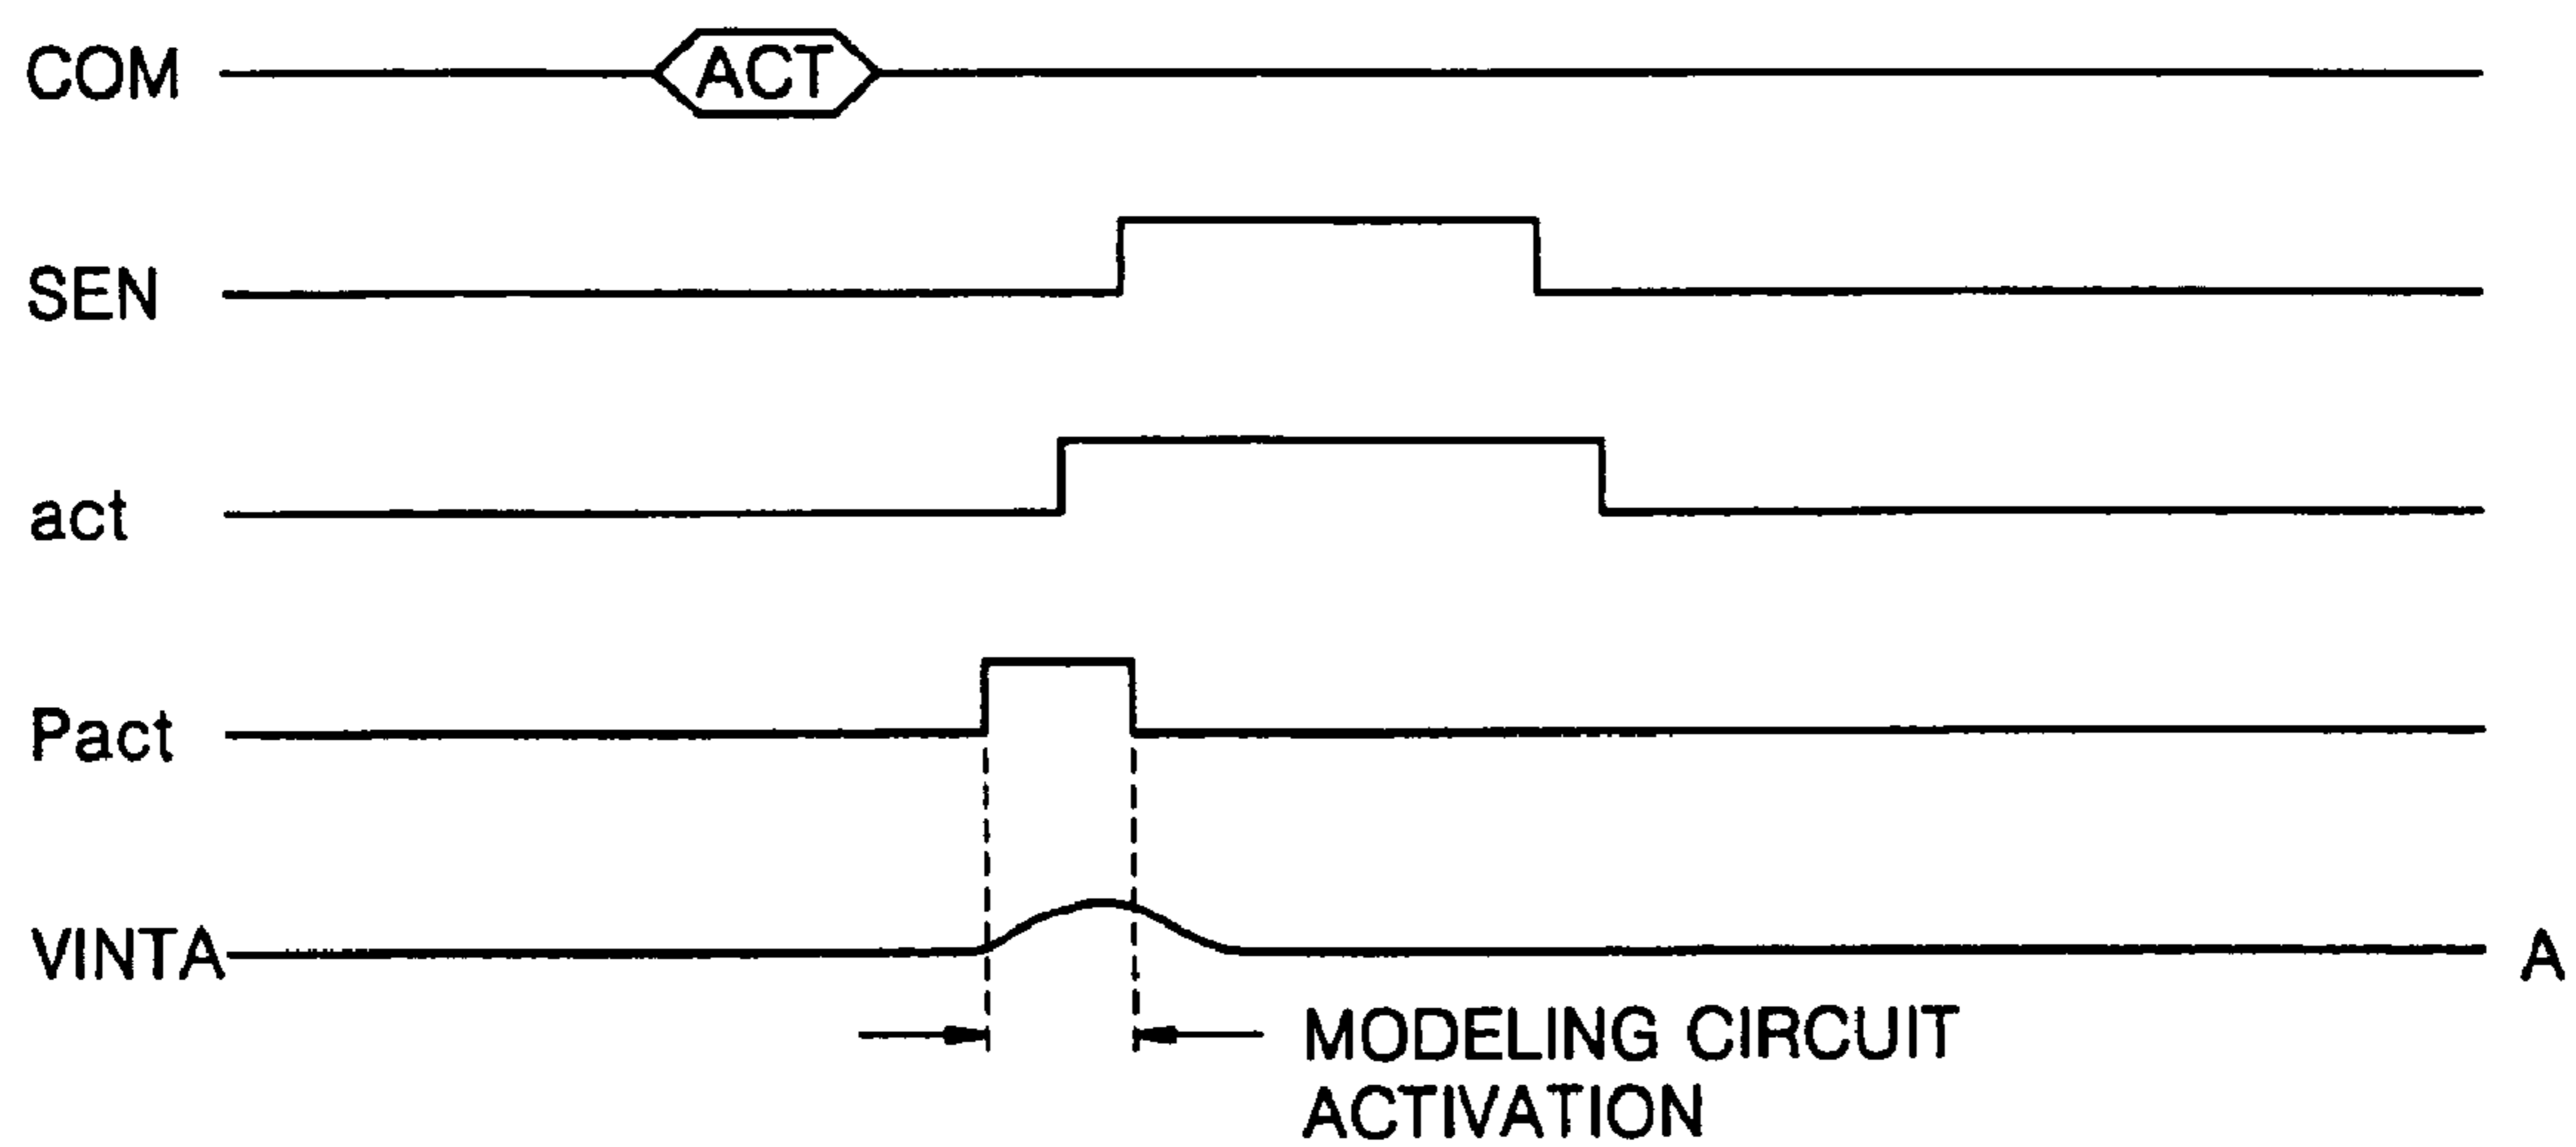 COM ACT
SEN
act
Pact
VINTA A
MODELING CIRCUIT
ACTIVATION